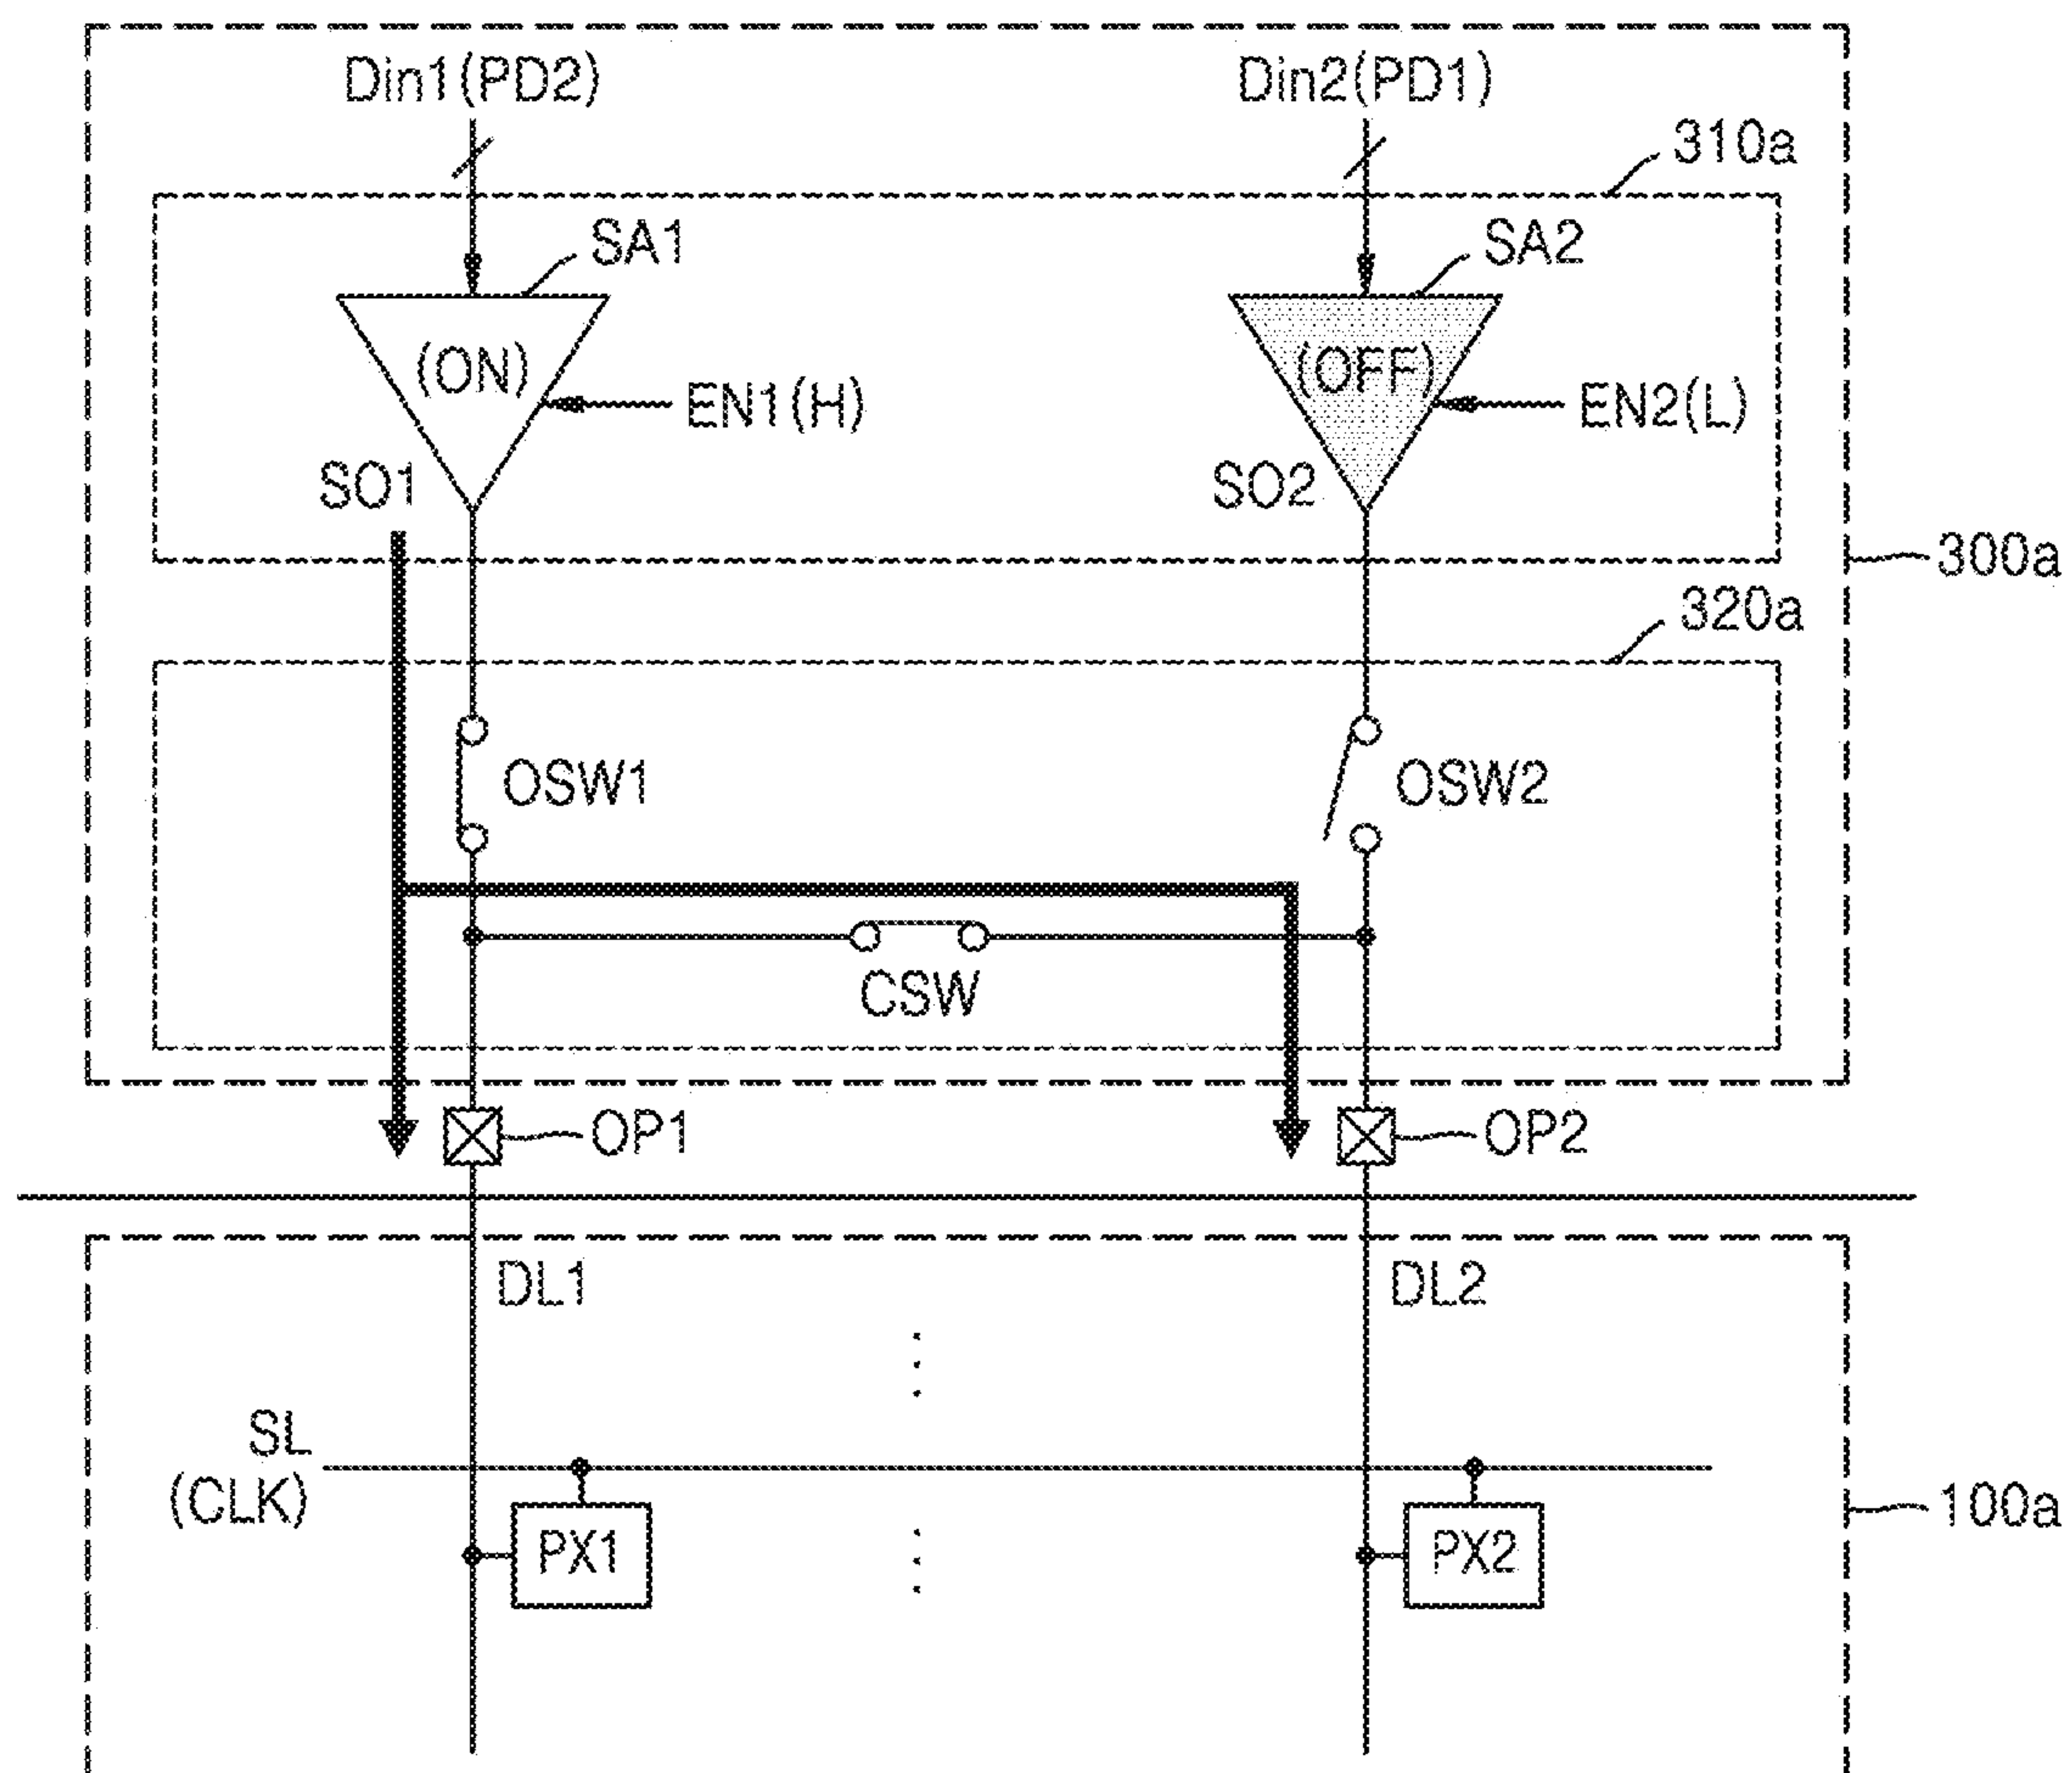 Din1(PD2)
Din2(PD1)
310a
SA1
SA2
(ON)
(OFF)
EN1(H)
EN2(L)
SO1
SO2
300a
320a
OSW1
OSW2
CSW
OP1
OP2
DL1
DL2
SL
(CLK)
PX1
PX2
100a